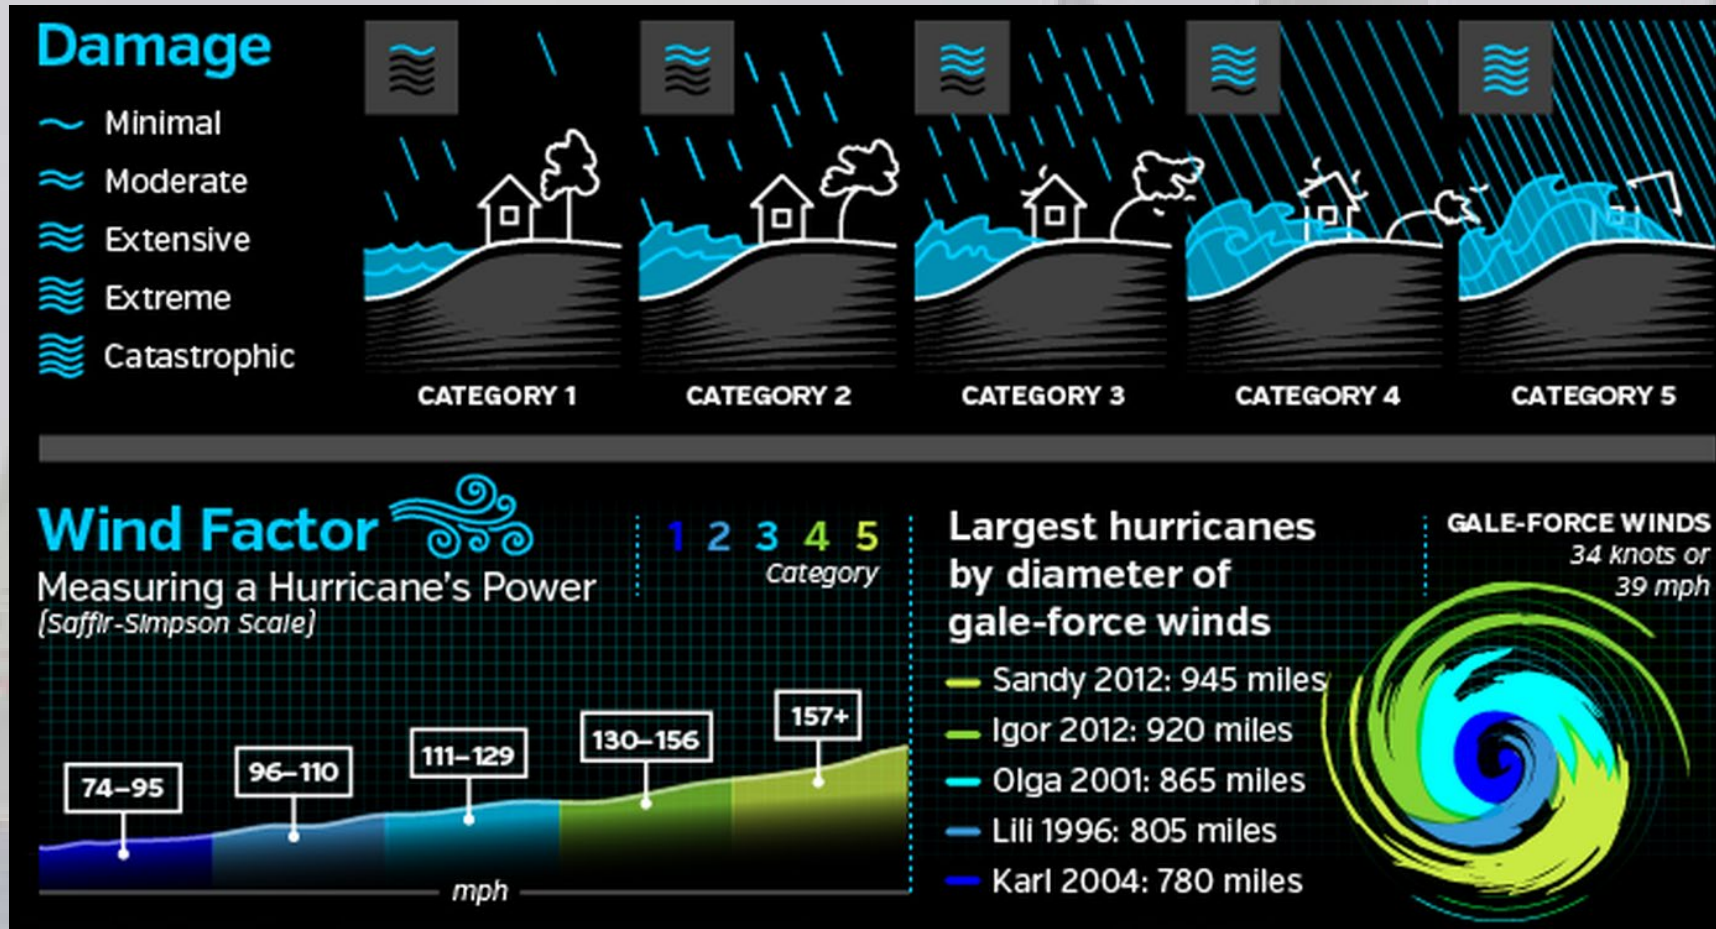 Damage
Minimal
Moderate
Extensive
Extreme
Catastrophic
CATEGORY 1
CATEGORY 2
CATEGORY 3
CATEGORY 4
CATEGORY 5
Wind Factor
Measuring a Hurricane's Power
(Saffir-Simpson Scale)
1 2 3 4 5
Category
74–95
96–110
111–129
130–156
157+
mph
Largest hurricanes
by diameter of
gale-force winds
Sandy 2012: 945 miles
Igor 2012: 920 miles
Olga 2001: 865 miles
Lili 1996: 805 miles
Karl 2004: 780 miles
GALE-FORCE WINDS
34 knots or
39 mph